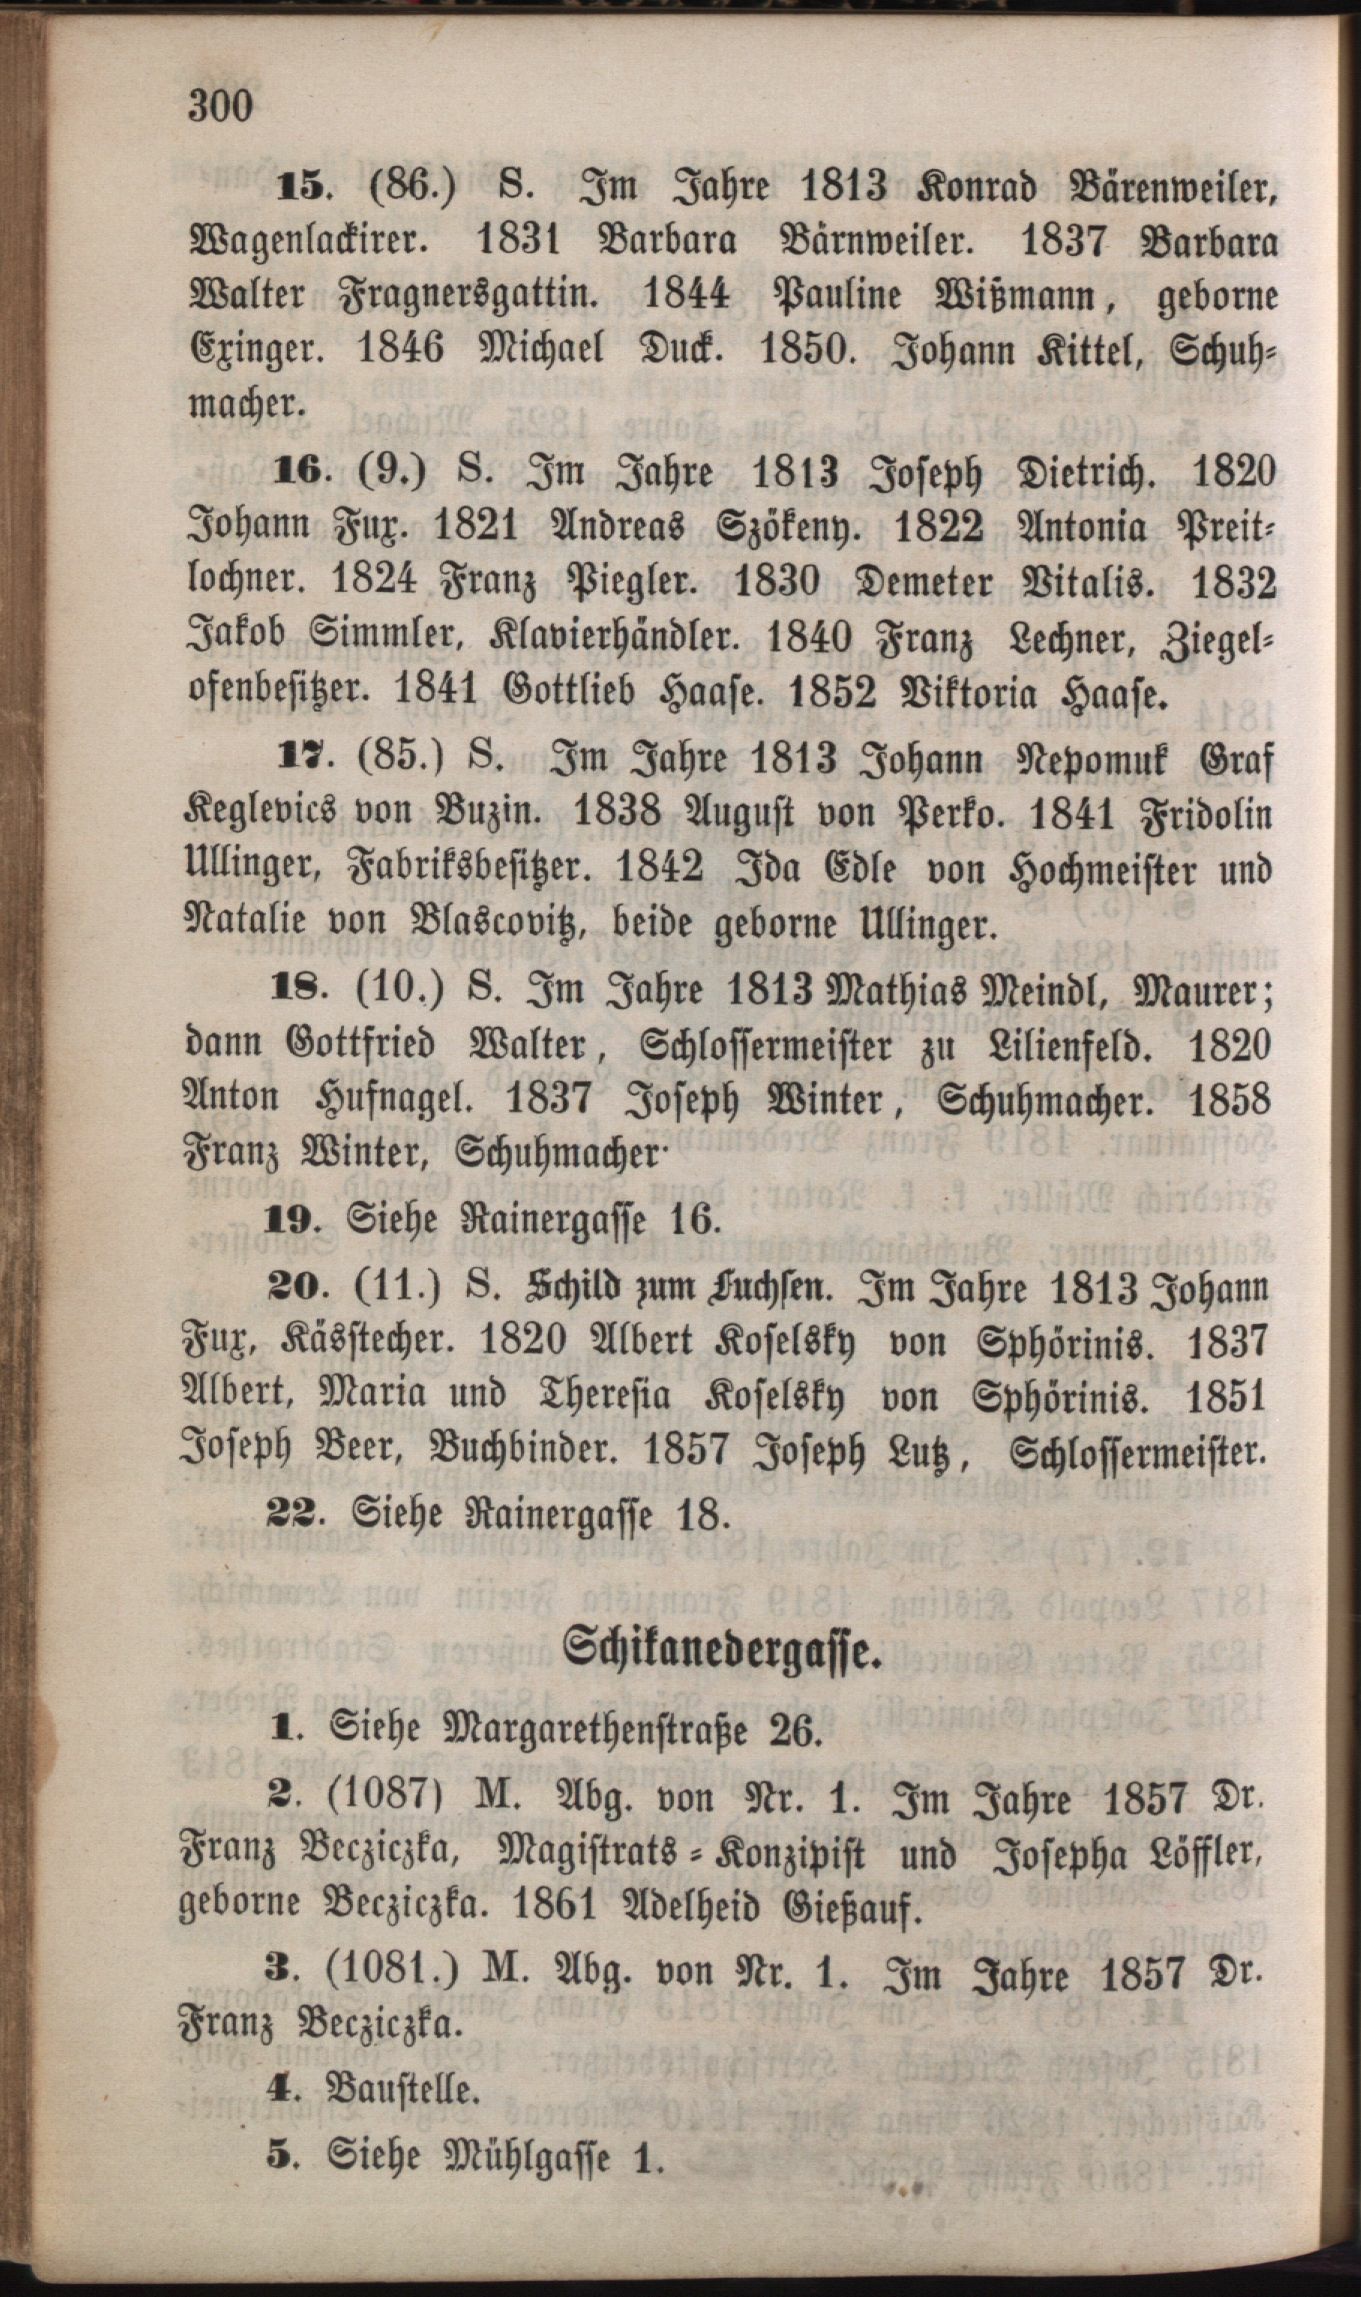 300
15. (86.) S. Im Jahre 1813 Konrad Bärenweiler,
Wagenlackirer. 1831 Barbara Bärnweiler. 1837 Barbara
Walter Fragnersgattin. 1844 Pauline Wißmann, geborne
Exinger. 1846 Michael Duck. 1850. Johann Kittel, Schuh-
macher.
16. (9.) S. Im Jahre 1813 Joseph Dietrich. 1820
Johann Fux. 1821 Andreas Szökeny. 1822 Antonia Preit-
lochner. 1824 Franz Piegler. 1830 Demeter Vitalis. 1832
Jakob Simmler, Klavierhändler. 1840 Franz Lechner, Ziegel-
ofenbesitzer. 1841 Gottlieb Haase. 1852 Viktoria Haase.
17. (85.) S. Im Jahre 1813 Johann Nepomuk Graf
Keglevics von Buzin. 1838 August von Perko. 1841 Fridolin
Ullinger, Fabriksbesitzer. 1842 Ida Edle von Hochmeister und
Natalie von Blascovitz, beide geborne Ullinger.
18. (10.) S. Im Jahre 1813 Mathias Meindl, Maurer;
dann Gottfried Walter, Schlossermeister zu Lilienfeld. 1820
Anton Hufnagel. 1837 Joseph Winter, Schuhmacher. 1858
Franz Winter, Schuhmacher·
19. Siehe Rainergasse 16.
20. (11.) S. Schild zum Luchsen. Im Jahre 1813 Johann
Fux, Kässtecher. 1820 Albert Koselsky von Sphörinis. 1837
Albert, Maria und Theresia Koselsky von Sphörinis. 1851
Joseph Beer, Buchbinder. 1857 Joseph Lutz, Schlossermeister.
22. Siehe Rainergasse 18.
Schikanedergasse.
1. Siehe Margarethenstraße 26.
2. (1087) M. Abg. von Nr. 1. Im Jahre 1857 Dr.
Franz Becziczka, Magistrats-Konzipist und Josepha Löffler,
geborne Becziczka. 1861 Adelheid Gießauf.
3. (1081.) M. Abg. von Nr. 1. Im Jahre 1857 Dr.
Franz Becziczka.
4. Baustelle.
5. Siehe Mühlgasse 1.